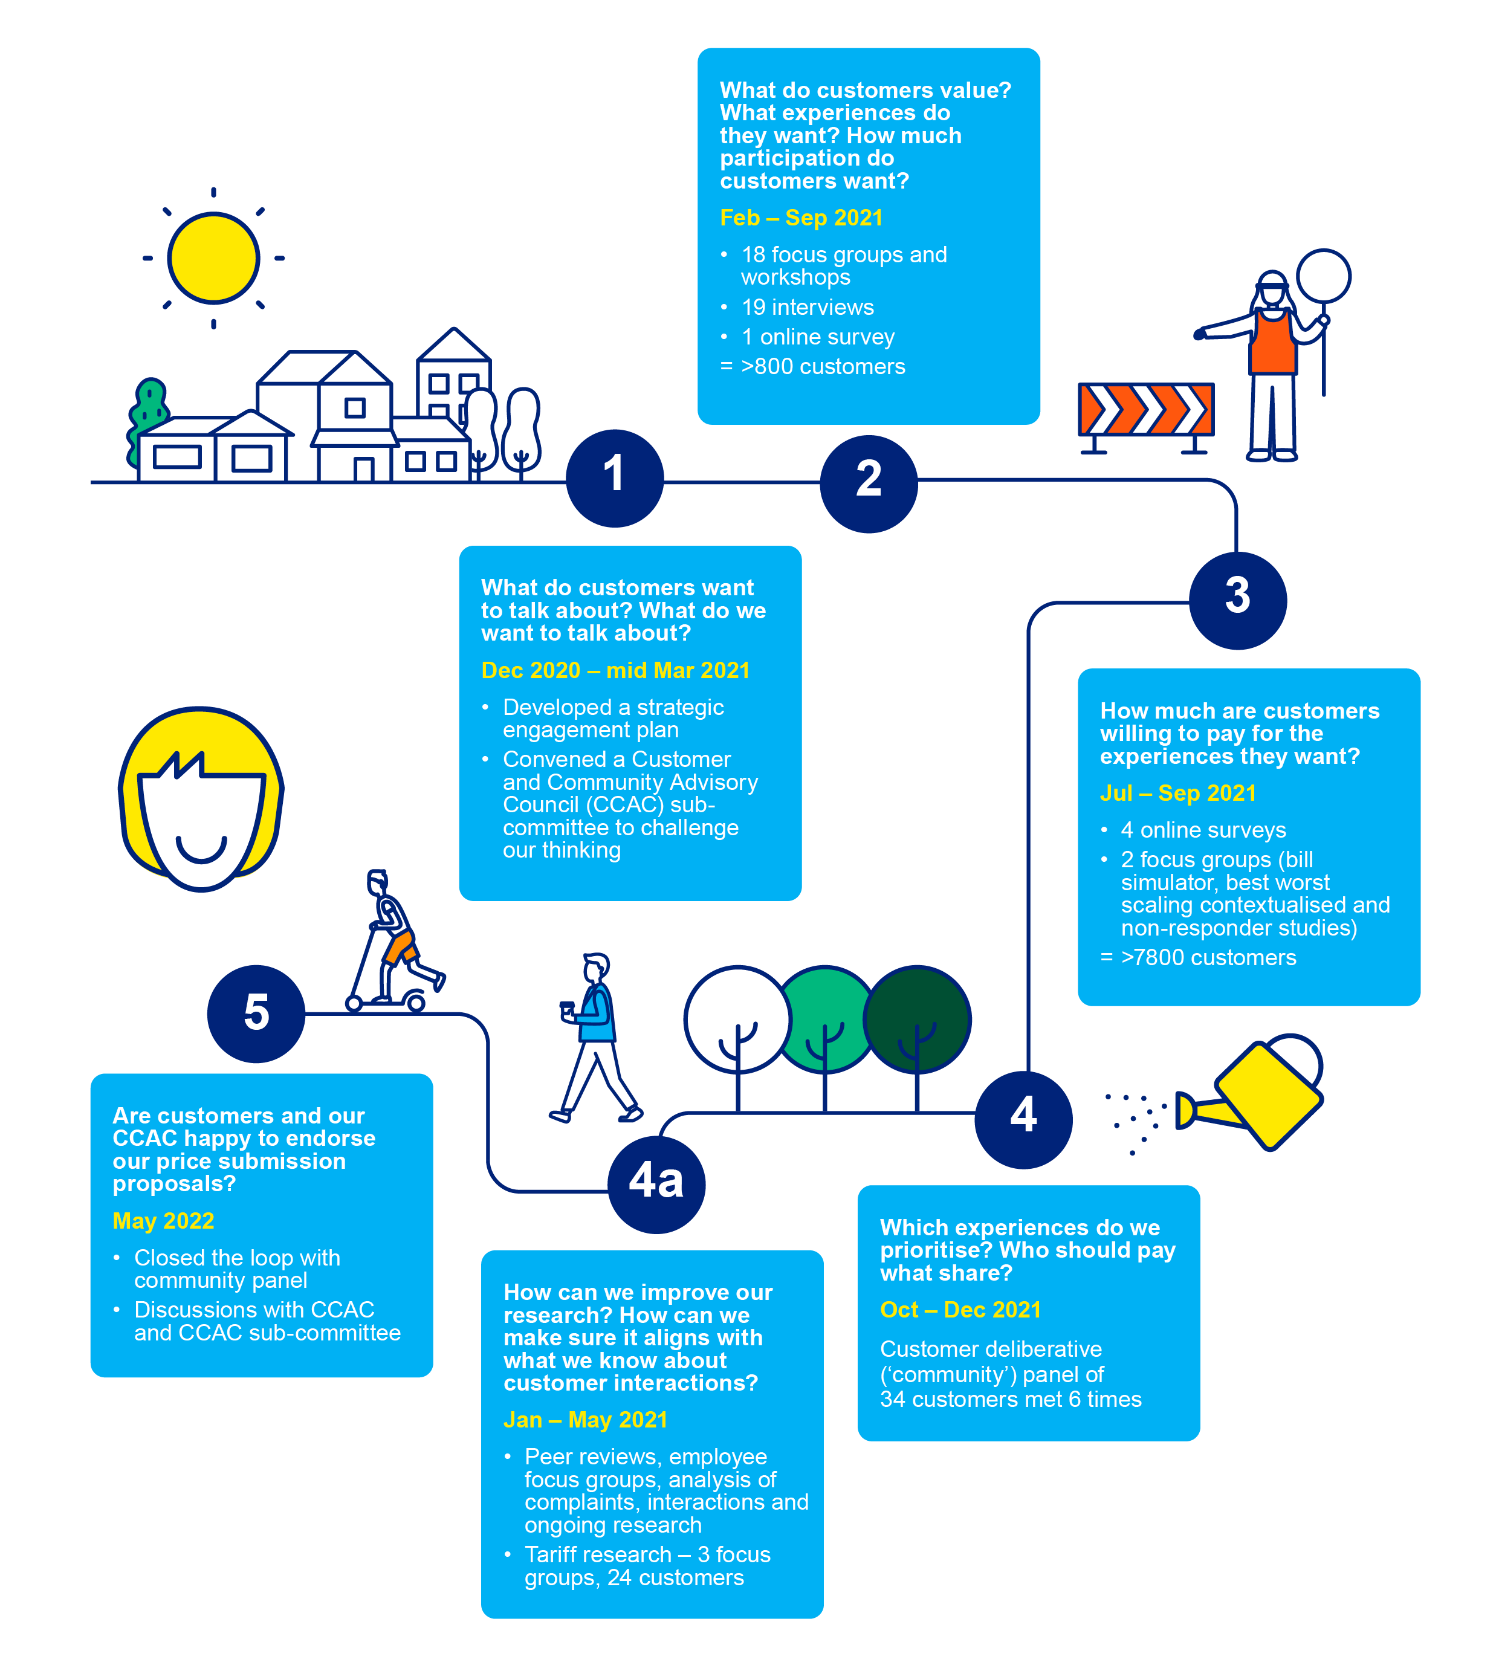 1
What do customers want
to talk about? What do we
want to talk about?
Dec 2020 – mid Mar 2021
• Developed a strategic
engagement plan
• Convened a Customer
and Community Advisory
Council (CCAC) sub-
committee to challenge
our thinking
2
What do customers value?
What experiences do
they want? How much
participation do
customers want?
Feb – Sep 2021
• 18 focus groups and
workshops
• 19 interviews
• 1 online survey
= >800 customers
3
How much are customers
willing to pay for the
experiences they want?
Jul – Sep 2021
• 4 online surveys
• 2 focus groups (bill
simulator, best worst
scaling contextualised and
non-responder studies)
= >7800 customers
4
Which experiences do we
prioritise? Who should pay
what share?
Oct – Dec 2021
Customer deliberative
(‘community’) panel of
34 customers met 6 times
4a
How can we improve our
research? How can we
make sure it aligns with
what we know about
customer interactions?
Jan – May 2021
• Peer reviews, employee
focus groups, analysis of
complaints, interactions and
ongoing research
• Tariff research – 3 focus
groups, 24 customers
5
Are customers and our
CCAC happy to endorse
our price submission
proposals?
May 2022
• Closed the loop with
community panel
• Discussions with CCAC
and CCAC sub-committee